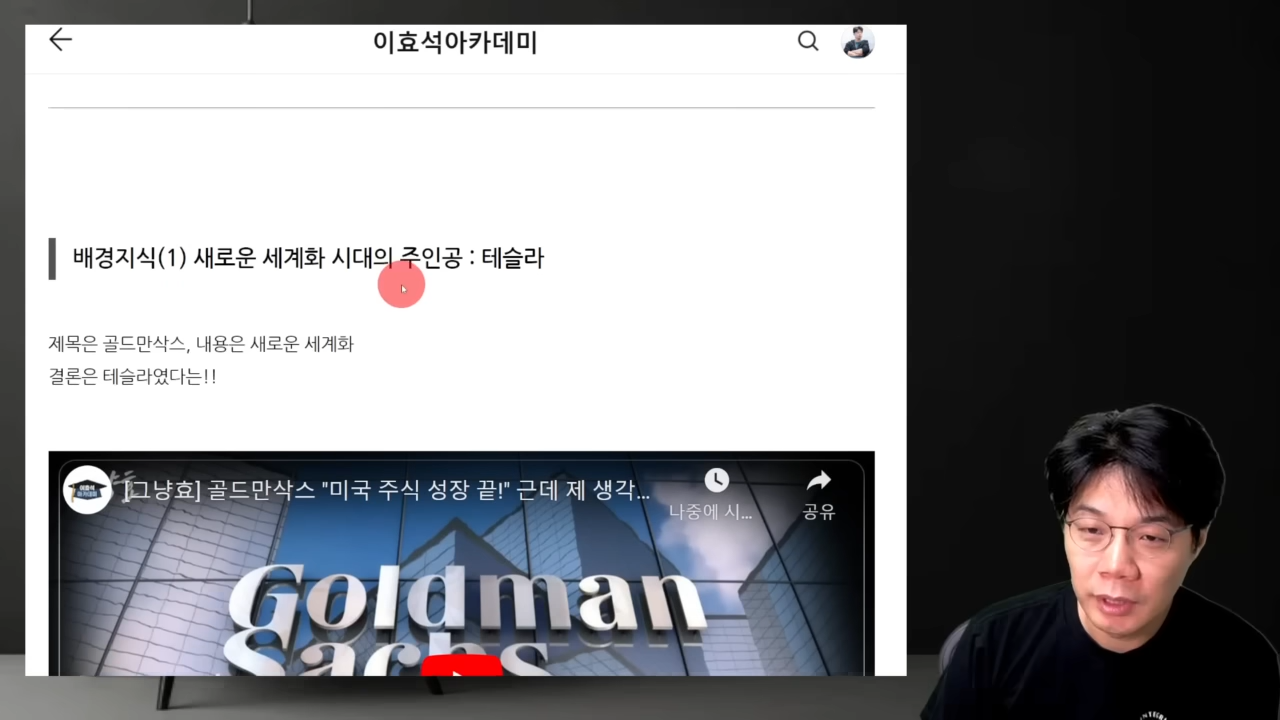 이효석아카데미
배경지식(1) 새로운 세계화 시대의 주인공 : 테슬라
제목은 골드만삭스, 내용은 새로운 세계화
결론은 테슬라였다는!!
[그냥효] 골드만삭스 "미국 주식 성장 끝!" 근데 제 생각...
나중에 시...
공유
Goldman
Sachs